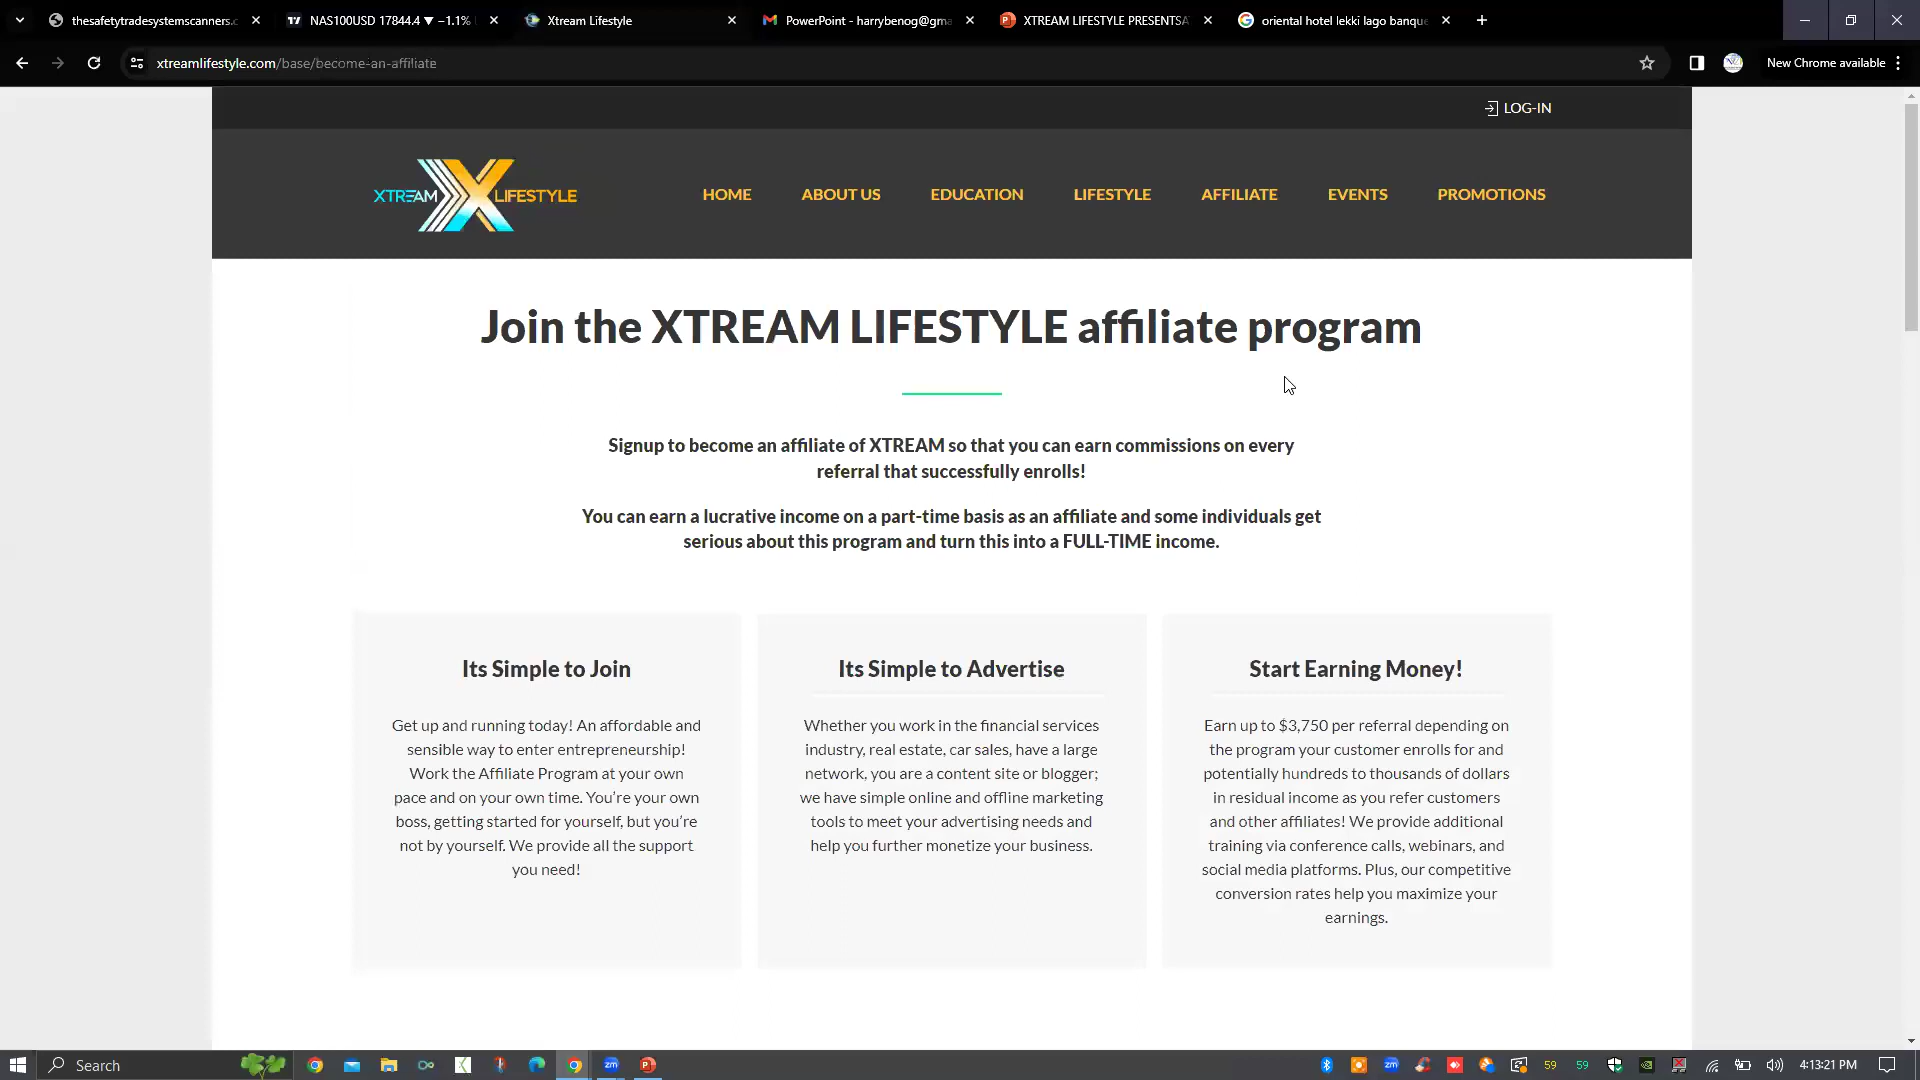 thesafetytradesystemscanners.c
NAS100USD 17844.4 ▼ −1.1%
Xtream Lifestyle
PowerPoint - harrybenog@gma
XTREAM LIFESTYLE PRESENTSA
oriental hotel lekki lago banque
xtreamlifestyle.com/base/become-an-affiliate
New Chrome available
LOG-IN
XTREAM LIFESTYLE
HOME ABOUT US EDUCATION LIFESTYLE AFFILIATE EVENTS PROMOTIONS
Join the XTREAM LIFESTYLE affiliate program
Signup to become an affiliate of XTREAM so that you can earn commissions on every
referral that successfully enrolls!
You can earn a lucrative income on a part-time basis as an affiliate and some individuals get
serious about this program and turn this into a FULL-TIME income.
Its Simple to Join
Get up and running today! An affordable and
sensible way to enter entrepreneurship!
Work the Affiliate Program at your own
pace and on your own time. You’re your own
boss, getting started for yourself, but you’re
not by yourself. We provide all the support
you need!
Its Simple to Advertise
Whether you work in the financial services
industry, real estate, car sales, have a large
network, you are a content site or blogger;
we have simple online and offline marketing
tools to meet your advertising needs and
help you further monetize your business.
Start Earning Money!
Earn up to $3,750 per referral depending on
the program your customer enrolls for and
potentially hundreds to thousands of dollars
in residual income as you refer customers
and other affiliates! We provide additional
training via conference calls, webinars, and
social media platforms. Plus, our competitive
conversion rates help you maximize your
earnings.
Search
zm
zm
59
59
4:13:21 PM